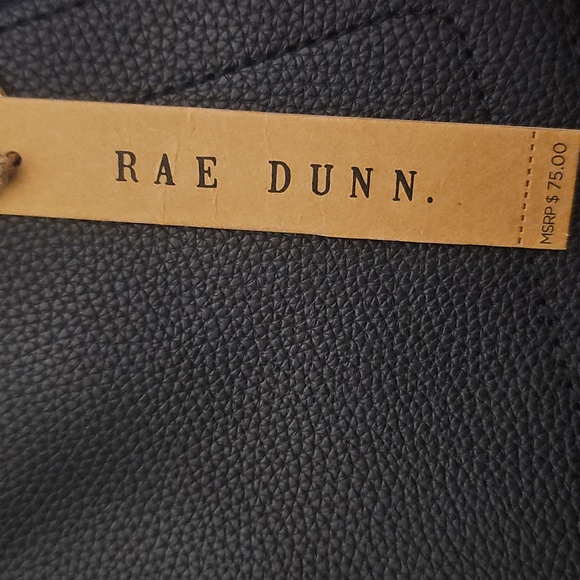 RAE DUNN.
MSRP $ 75.00